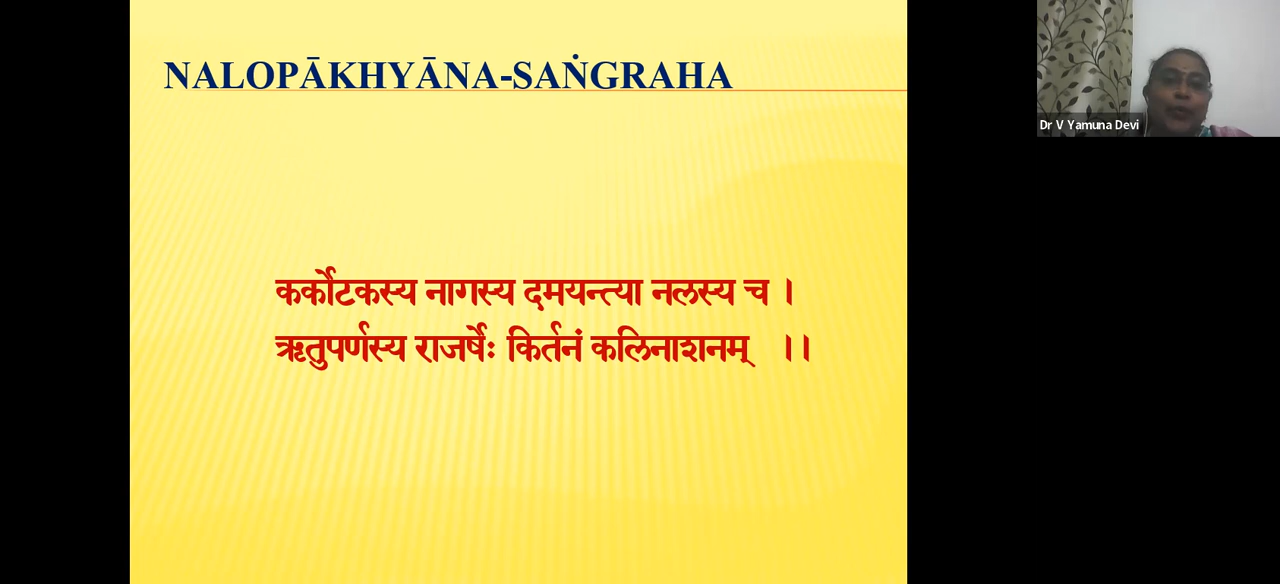 NALOPĀKHYĀNA-SAṄGRAHA
कर्कोटकस्य नागस्य दमयन्त्या नलस्य च ।
ऋतुपर्णस्य राजर्षेः किर्तनं कलिनाशनम् ।।
Dr V Yamuna Devi